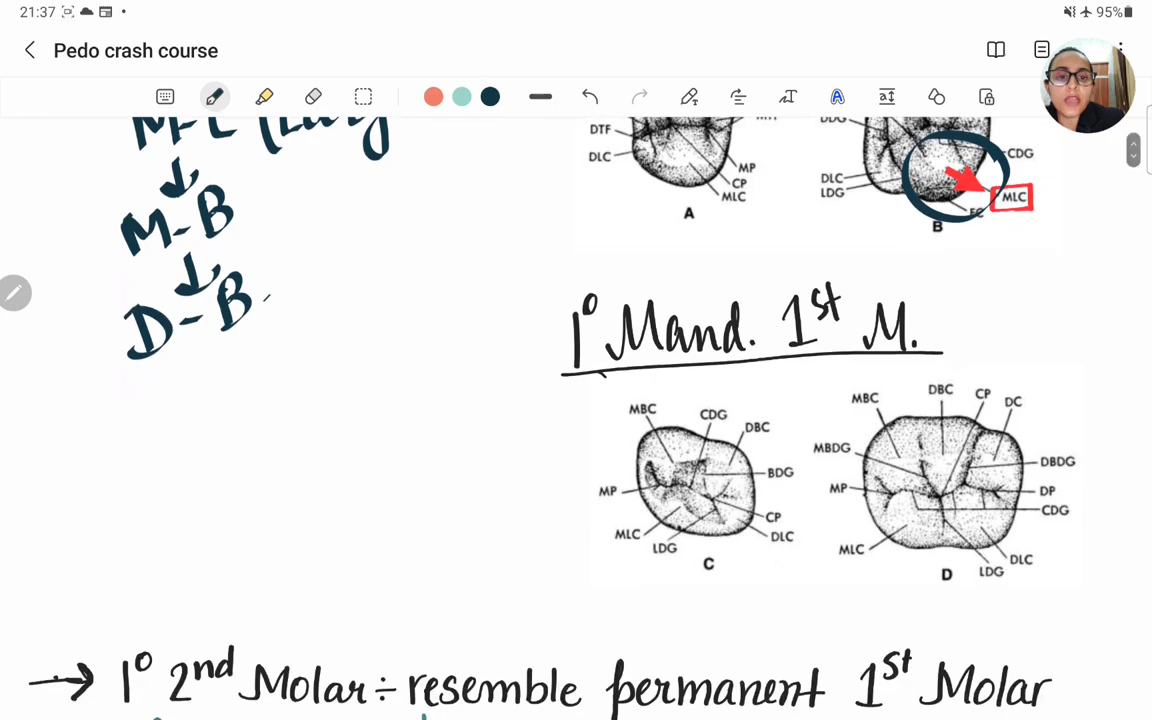 21:37
95%
Pedo crash course
M-B
D-B
DTF
DLC
MP
CP
MLC
A
CDG
DLC
LDG
MLC
FC
B
1° Mand. 1st M.
MBC
CDG
DBC
BDG
MP
CP
MLC
DLC
LDG
C
MBC
DBC
CP
DC
MBDG
DBDG
MP
DP
CDG
MLC
DLC
LDG
D
→ 1° 2nd Molar ÷ resemble permanent 1st Molar